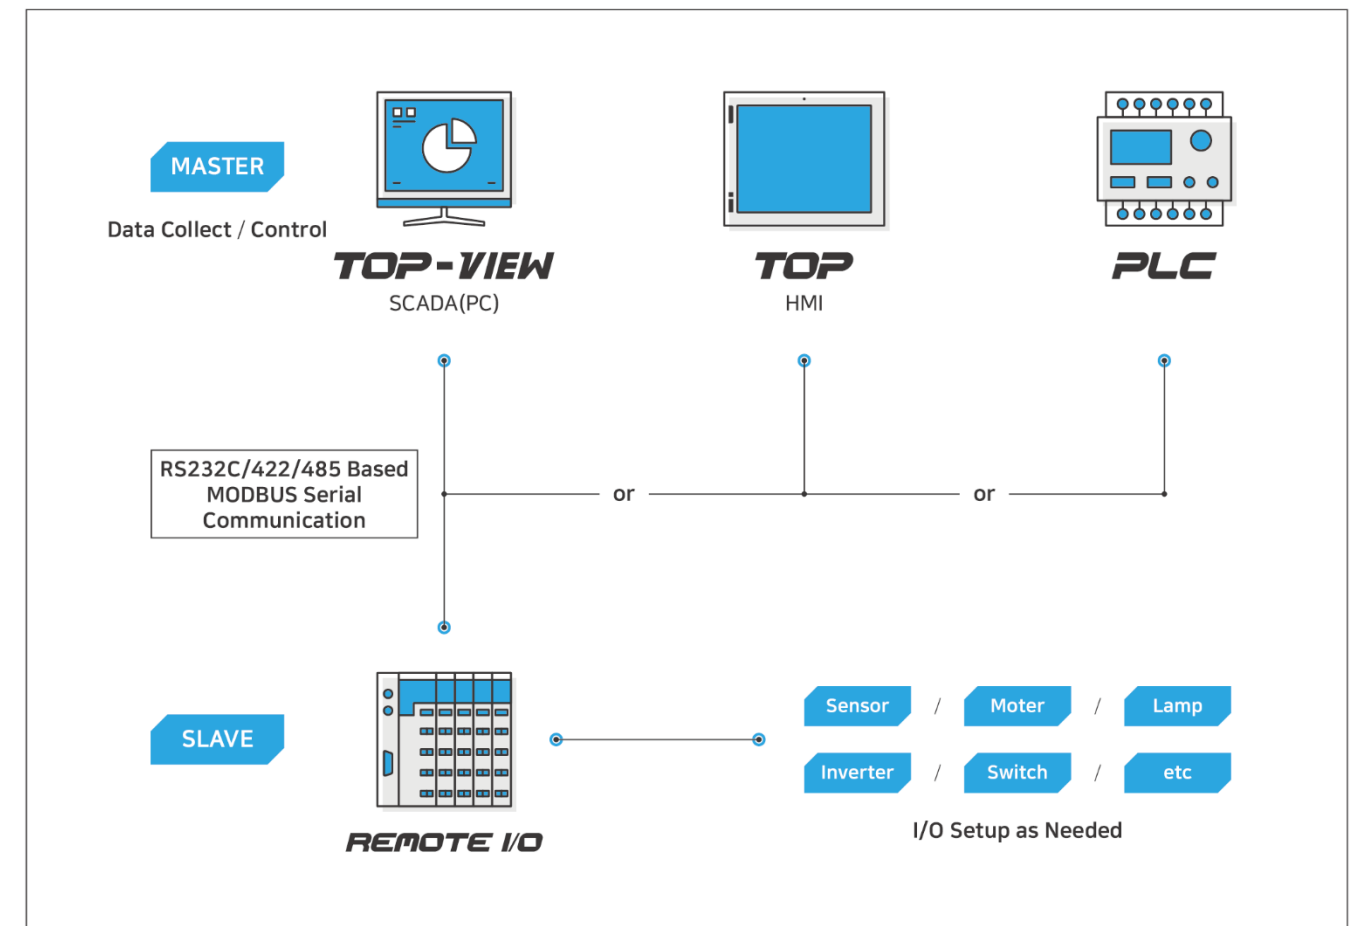 MASTER
Data Collect / Control
TOP-VIEW
SCADA(PC)
TOP
HMI
PLC
RS232C/422/485 Based
MODBUS Serial
Communication
or
or
SLAVE
REMOTE I/O
Sensor / Moter / Lamp
Inverter / Switch / etc
I/O Setup as Needed